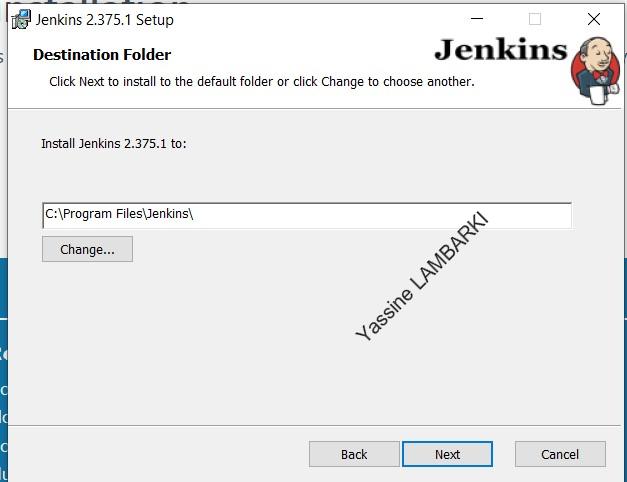 Jenkins 2.375.1 Setup
Destination Folder
Jenkins
Click Next to install to the default folder or click Change to choose another.
Install Jenkins 2.375.1 to:
C:\Program Files\Jenkins\
Change...
Yassine LAMBARKI
Back
Next
Cancel